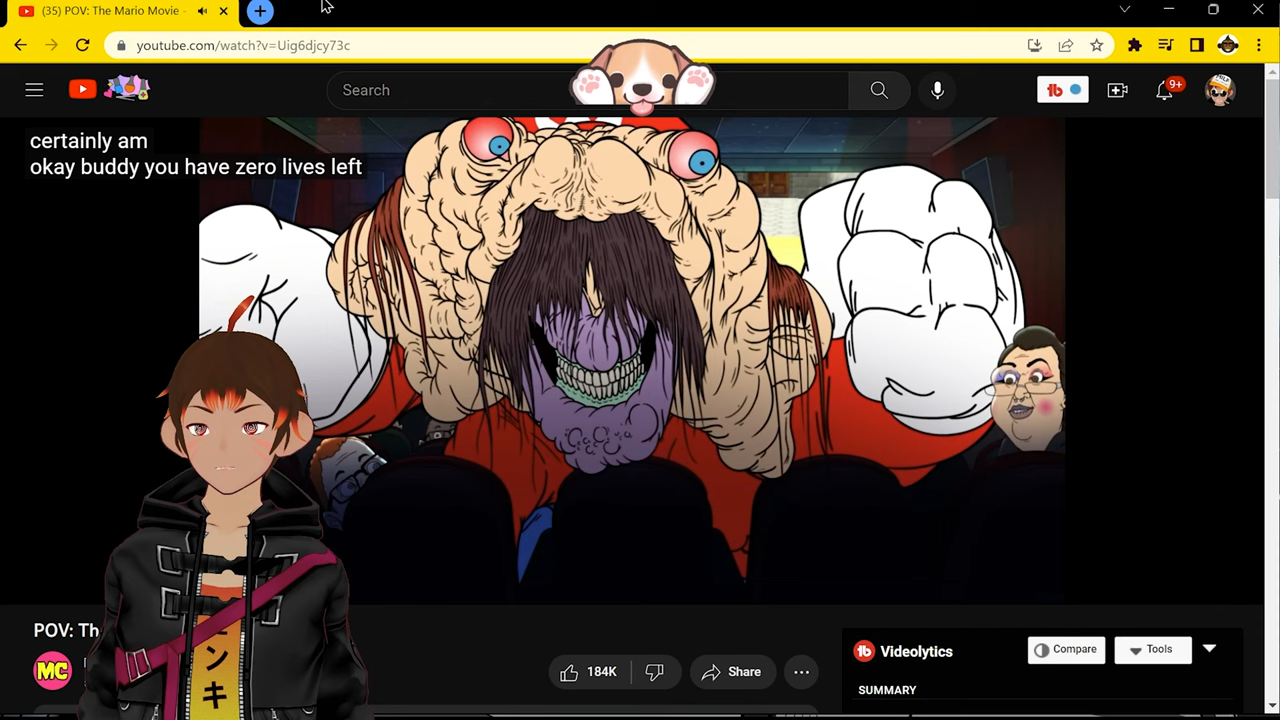 (35) POV: The Mario Movie -
youtube.com/watch?v=Uig6djcy73c
Search
9+
certainly am
okay buddy you have zero lives left
POV: Th
MC
184K
Share
Videolytics
Compare
Tools
SUMMARY
ンキ